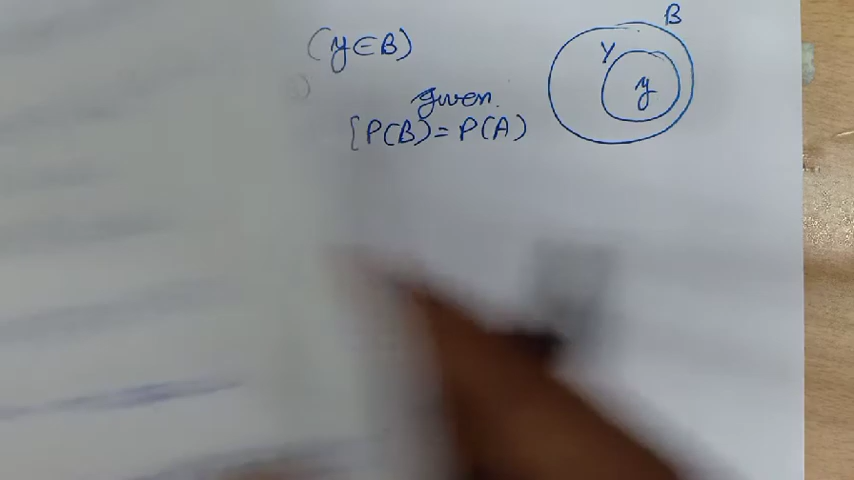 (y∈B)
given.
[P(B) = P(A)
B
Y
y